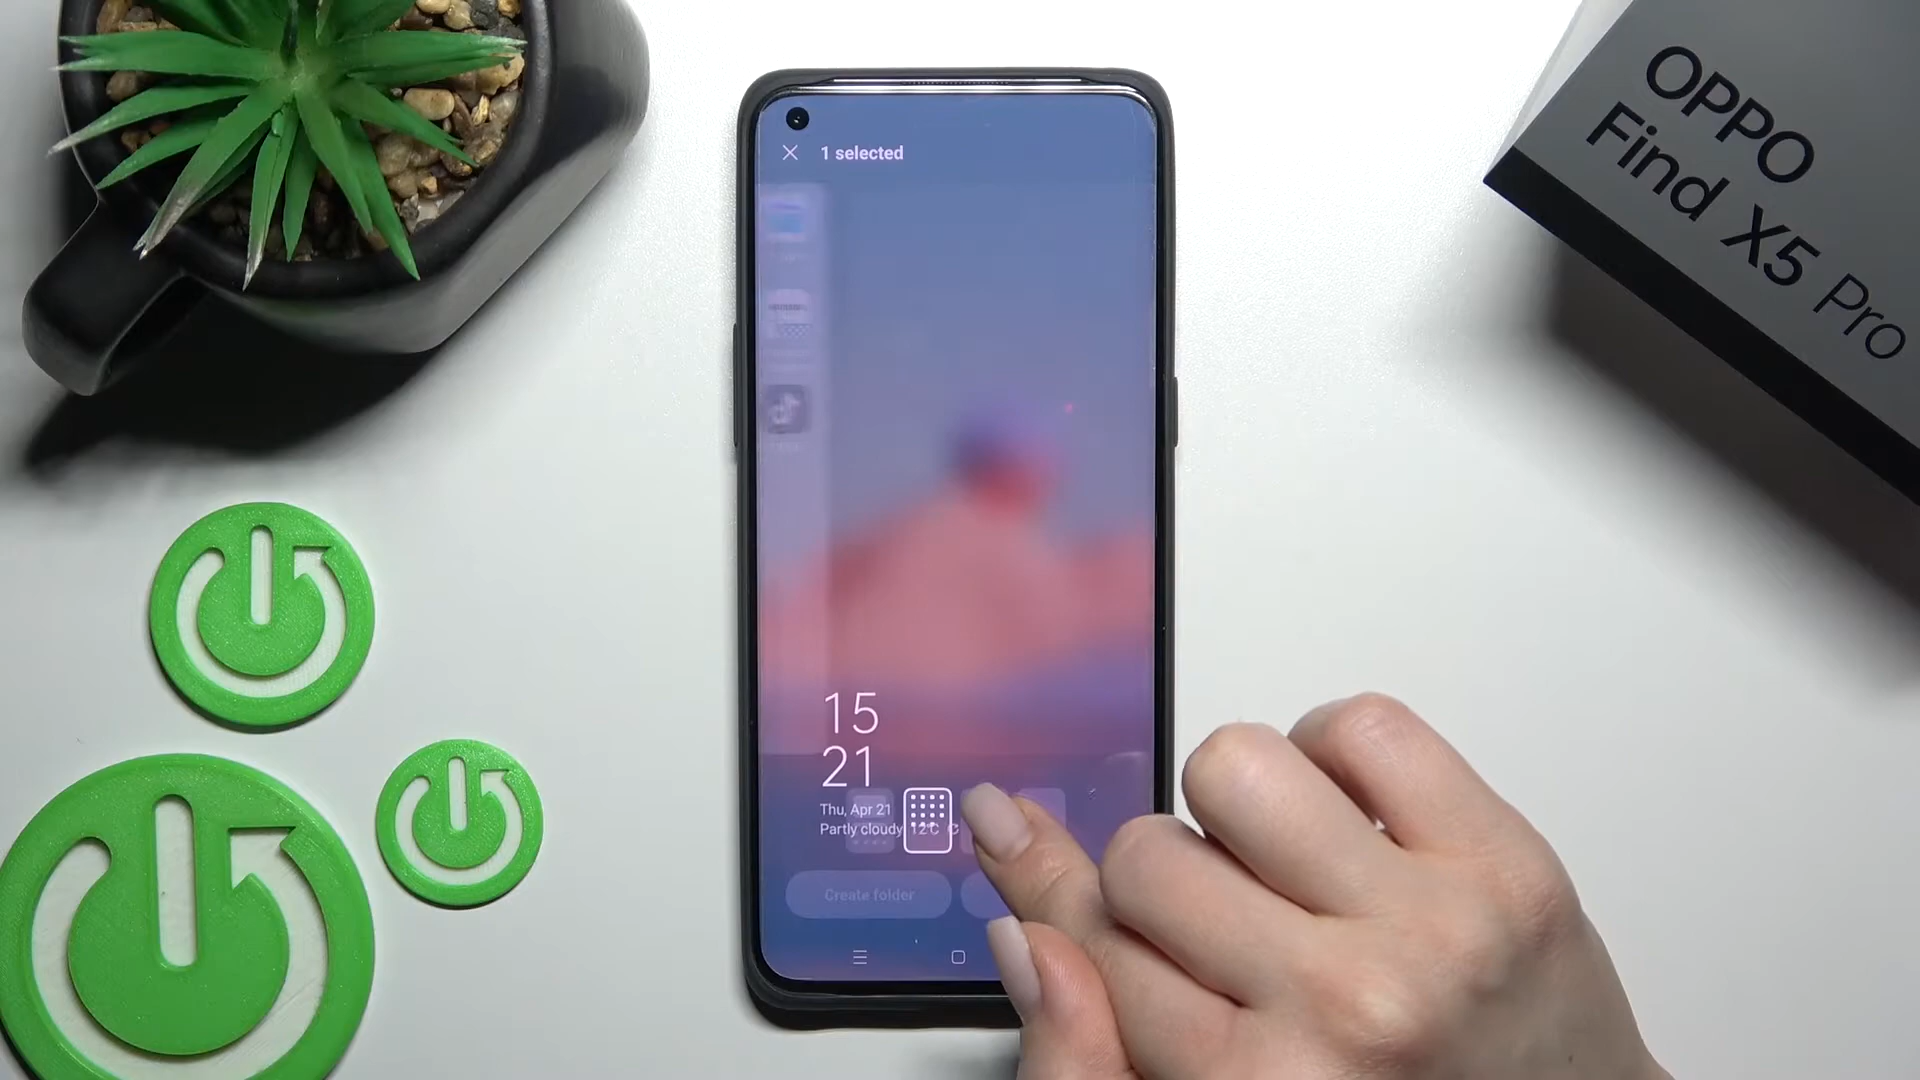 1 selected
15
21
Thu, Apr 21
Partly cloudy 12°C
Create folder
OPPO
Find X5 Pro